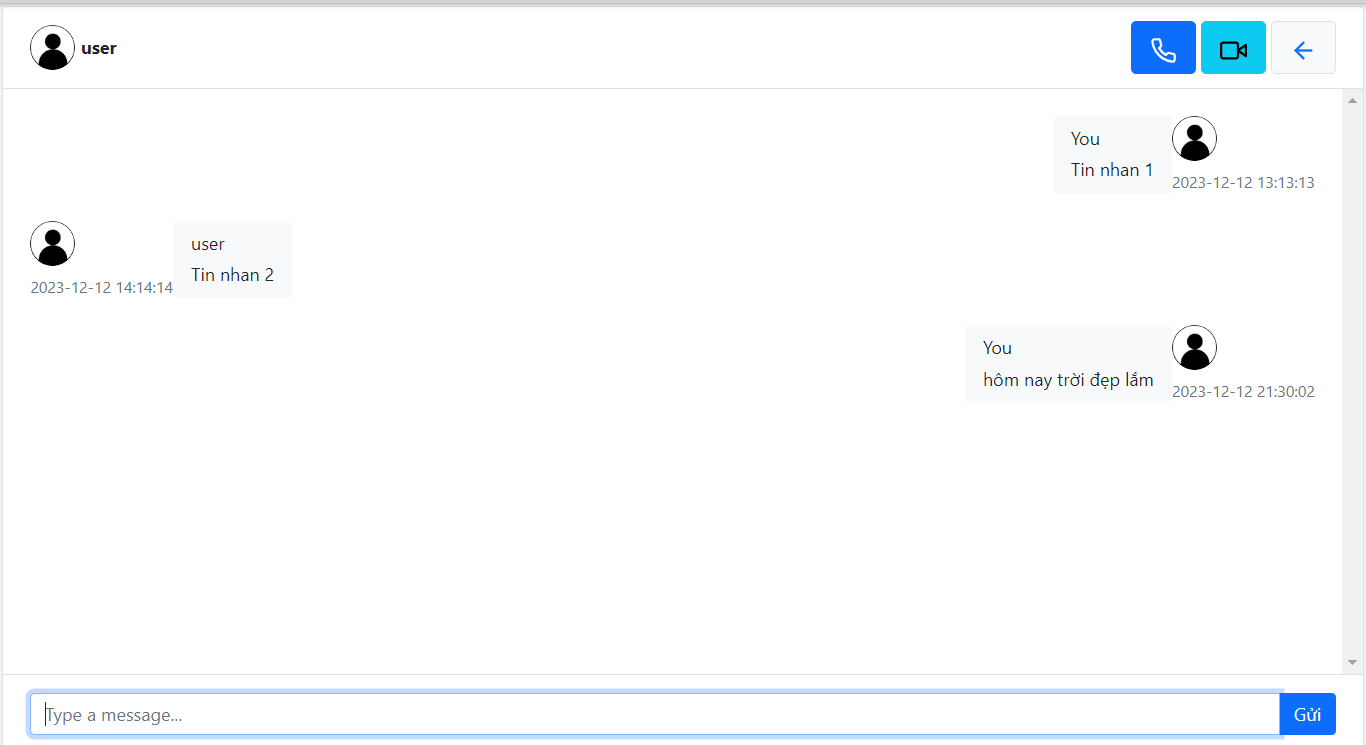 user
You
Tin nhan 1
2023-12-12 13:13:13
user
Tin nhan 2
2023-12-12 14:14:14
You
hôm nay trời đẹp lắm
2023-12-12 21:30:02
Type a message...
Gửi